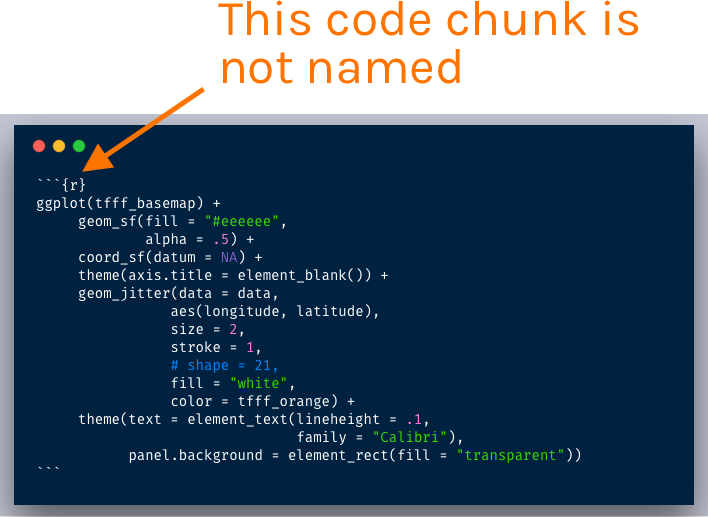 This code chunk is
not named
```{r}
ggplot(tfff_basemap) +
     geom_sf(fill = "#eeeeee",
             alpha = .5) +
     coord_sf(datum = NA) +
     theme(axis.title = element_blank()) +
     geom_jitter(data = data,
                aes(longitude, latitude),
                size = 2,
                stroke = 1,
                # shape = 21,
                fill = "white",
                color = tfff_orange) +
     theme(text = element_text(lineheight = .1,
                               family = "Calibri"),
           panel.background = element_rect(fill = "transparent"))
```